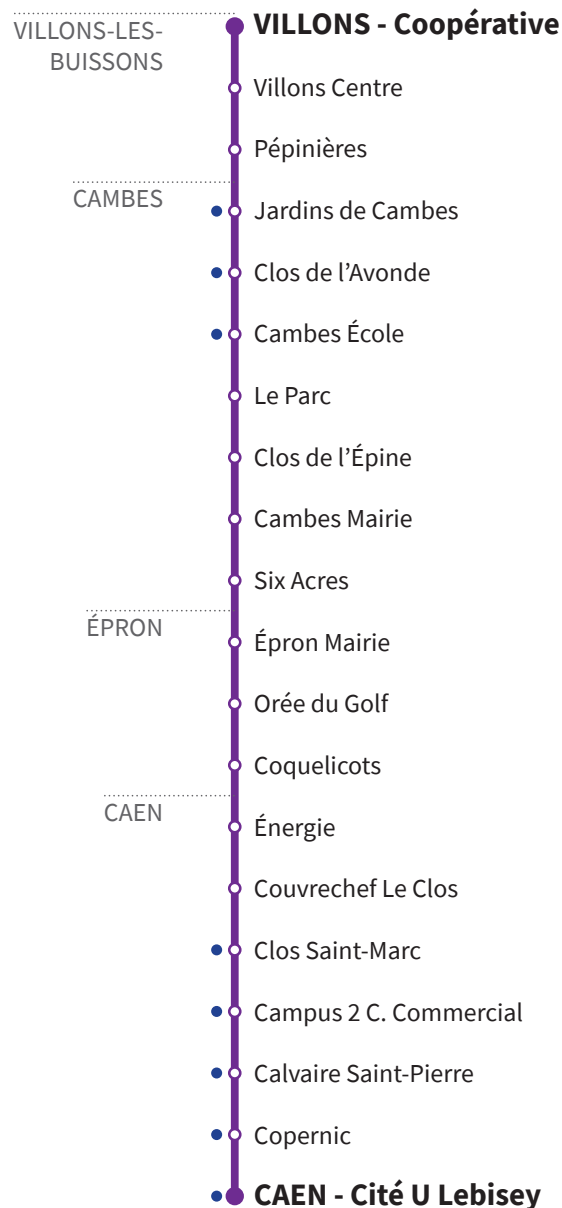 VILLONS-LES-
BUISSONS
VILLONS - Coopérative
Villons Centre
Pépinières
CAMBES
Jardins de Cambes
Clos de l’Avonde
Cambes École
Le Parc
Clos de l’Épine
Cambes Mairie
Six Acres
ÉPRON
Épron Mairie
Orée du Golf
Coquelicots
CAEN
Énergie
Couvrechef Le Clos
Clos Saint-Marc
Campus 2 C. Commercial
Calvaire Saint-Pierre
Copernic
CAEN - Cité U Lebisey